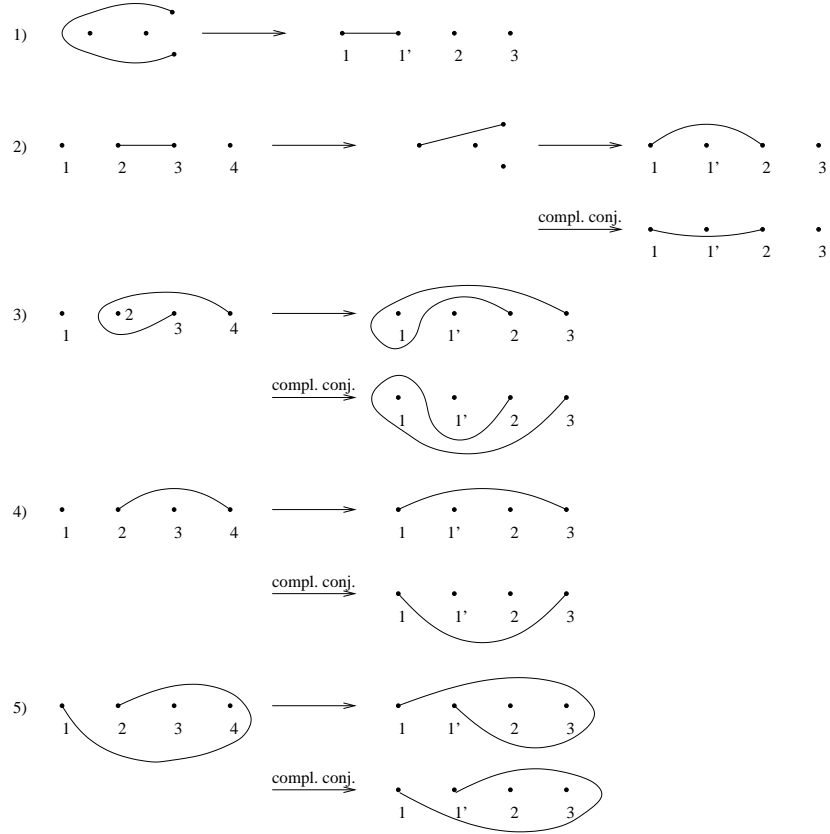 1)
1 1' 2 3
2)
1 2 3 4 1 1' 2 3
compl. conj.
1 1' 2 3
3)
1 2 3 4 1 1' 2 3
compl. conj.
1 1' 2 3
4)
1 2 3 4 1 1' 2 3
compl. conj.
1 1' 2 3
5)
1 2 3 4 1 1' 2 3
compl. conj.
1 1' 2 3